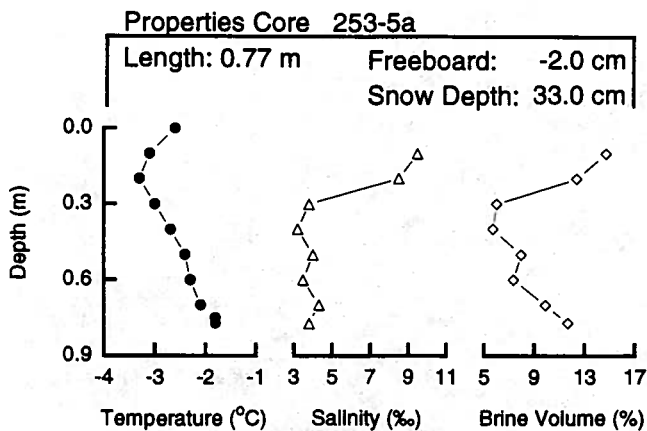 Properties Core 253-5a
Length: 0.77 m Freeboard: -2.0 cm
Snow Depth: 33.0 cm
0.0
0.3
0.6
0.9
Depth (m)
-4 -3 -2 -1 3 5 7 9 11 5 9 13 17
Temperature (°C) Salinity (‰) Brine Volume (%)